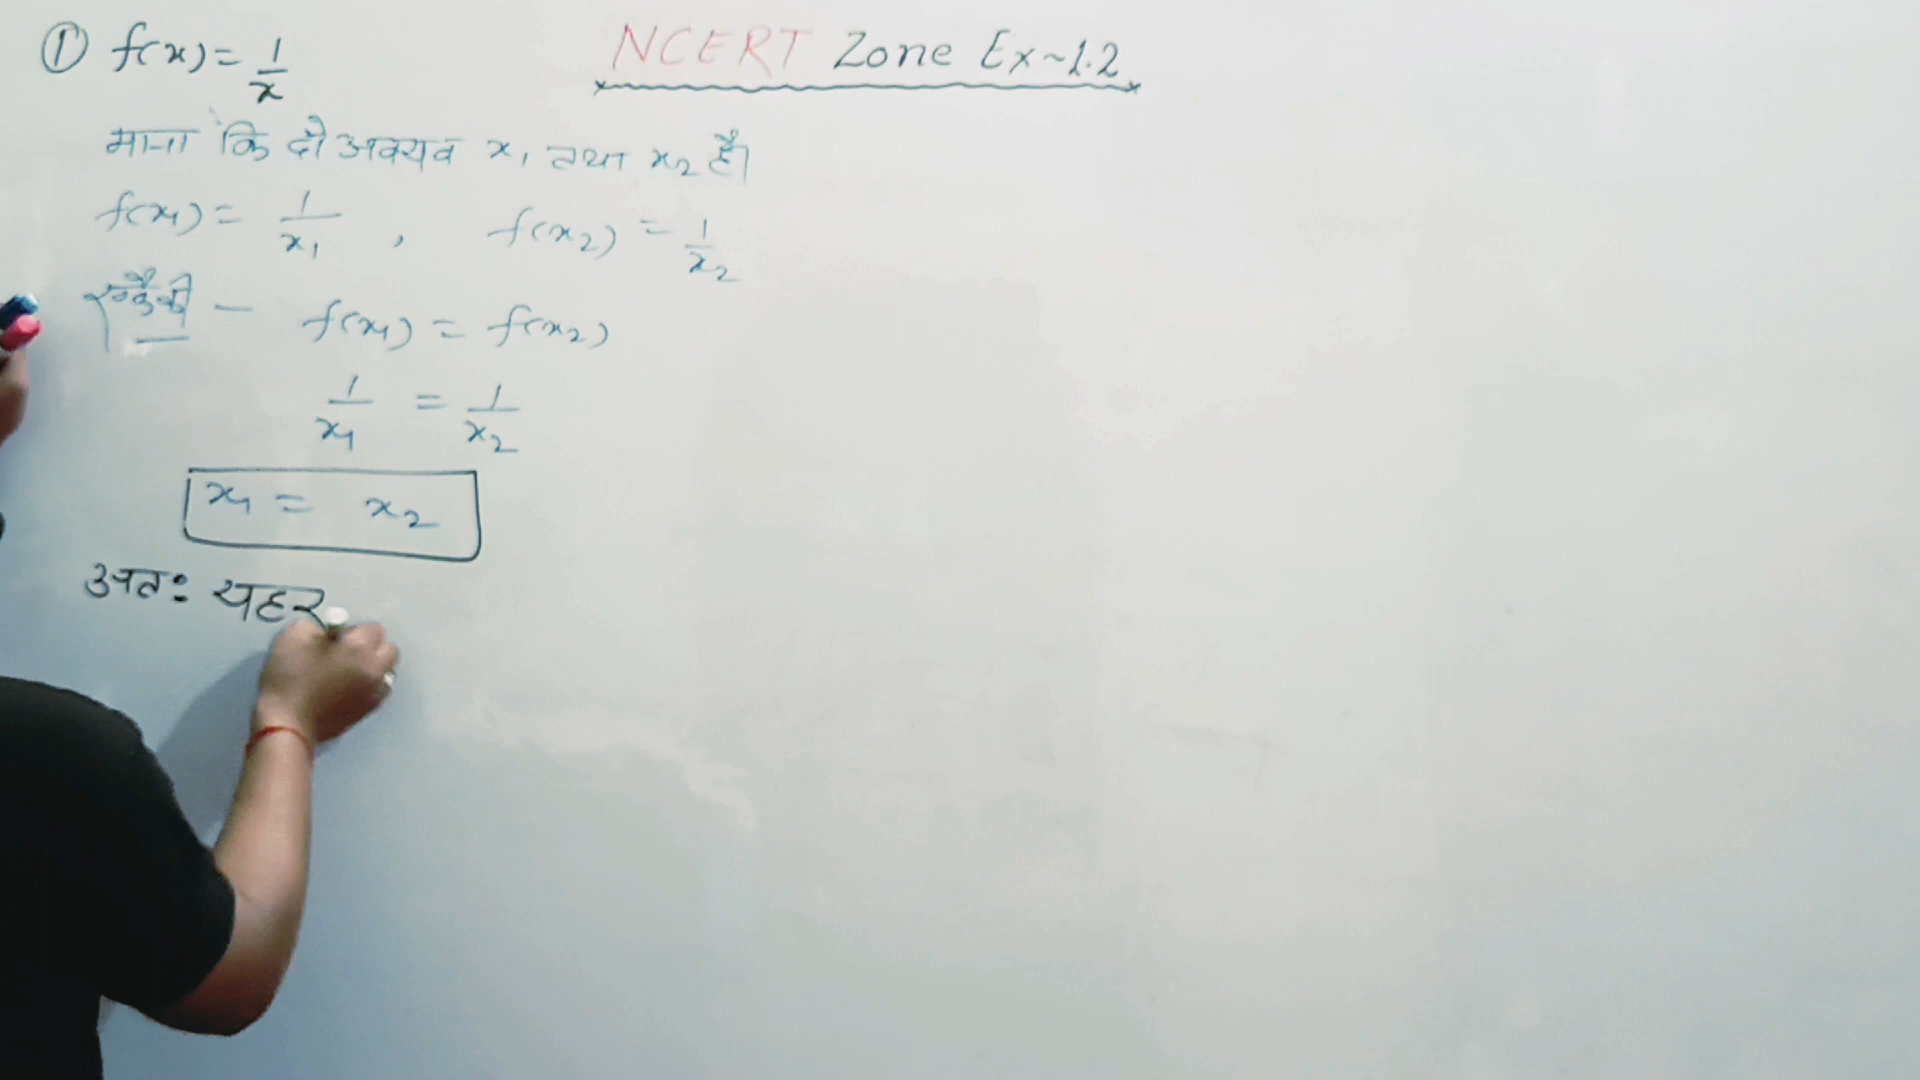 NCERT Zone Ex~1.2
① f(x) = 1/x
माना कि दो अवयव x₁ तथा x₂ है।
f(x₁) = 1/x₁ , f(x₂) = 1/x₂
एकैकी – f(x₁) = f(x₂)
1/x₁ = 1/x₂
x₁ = x₂
अतः यह